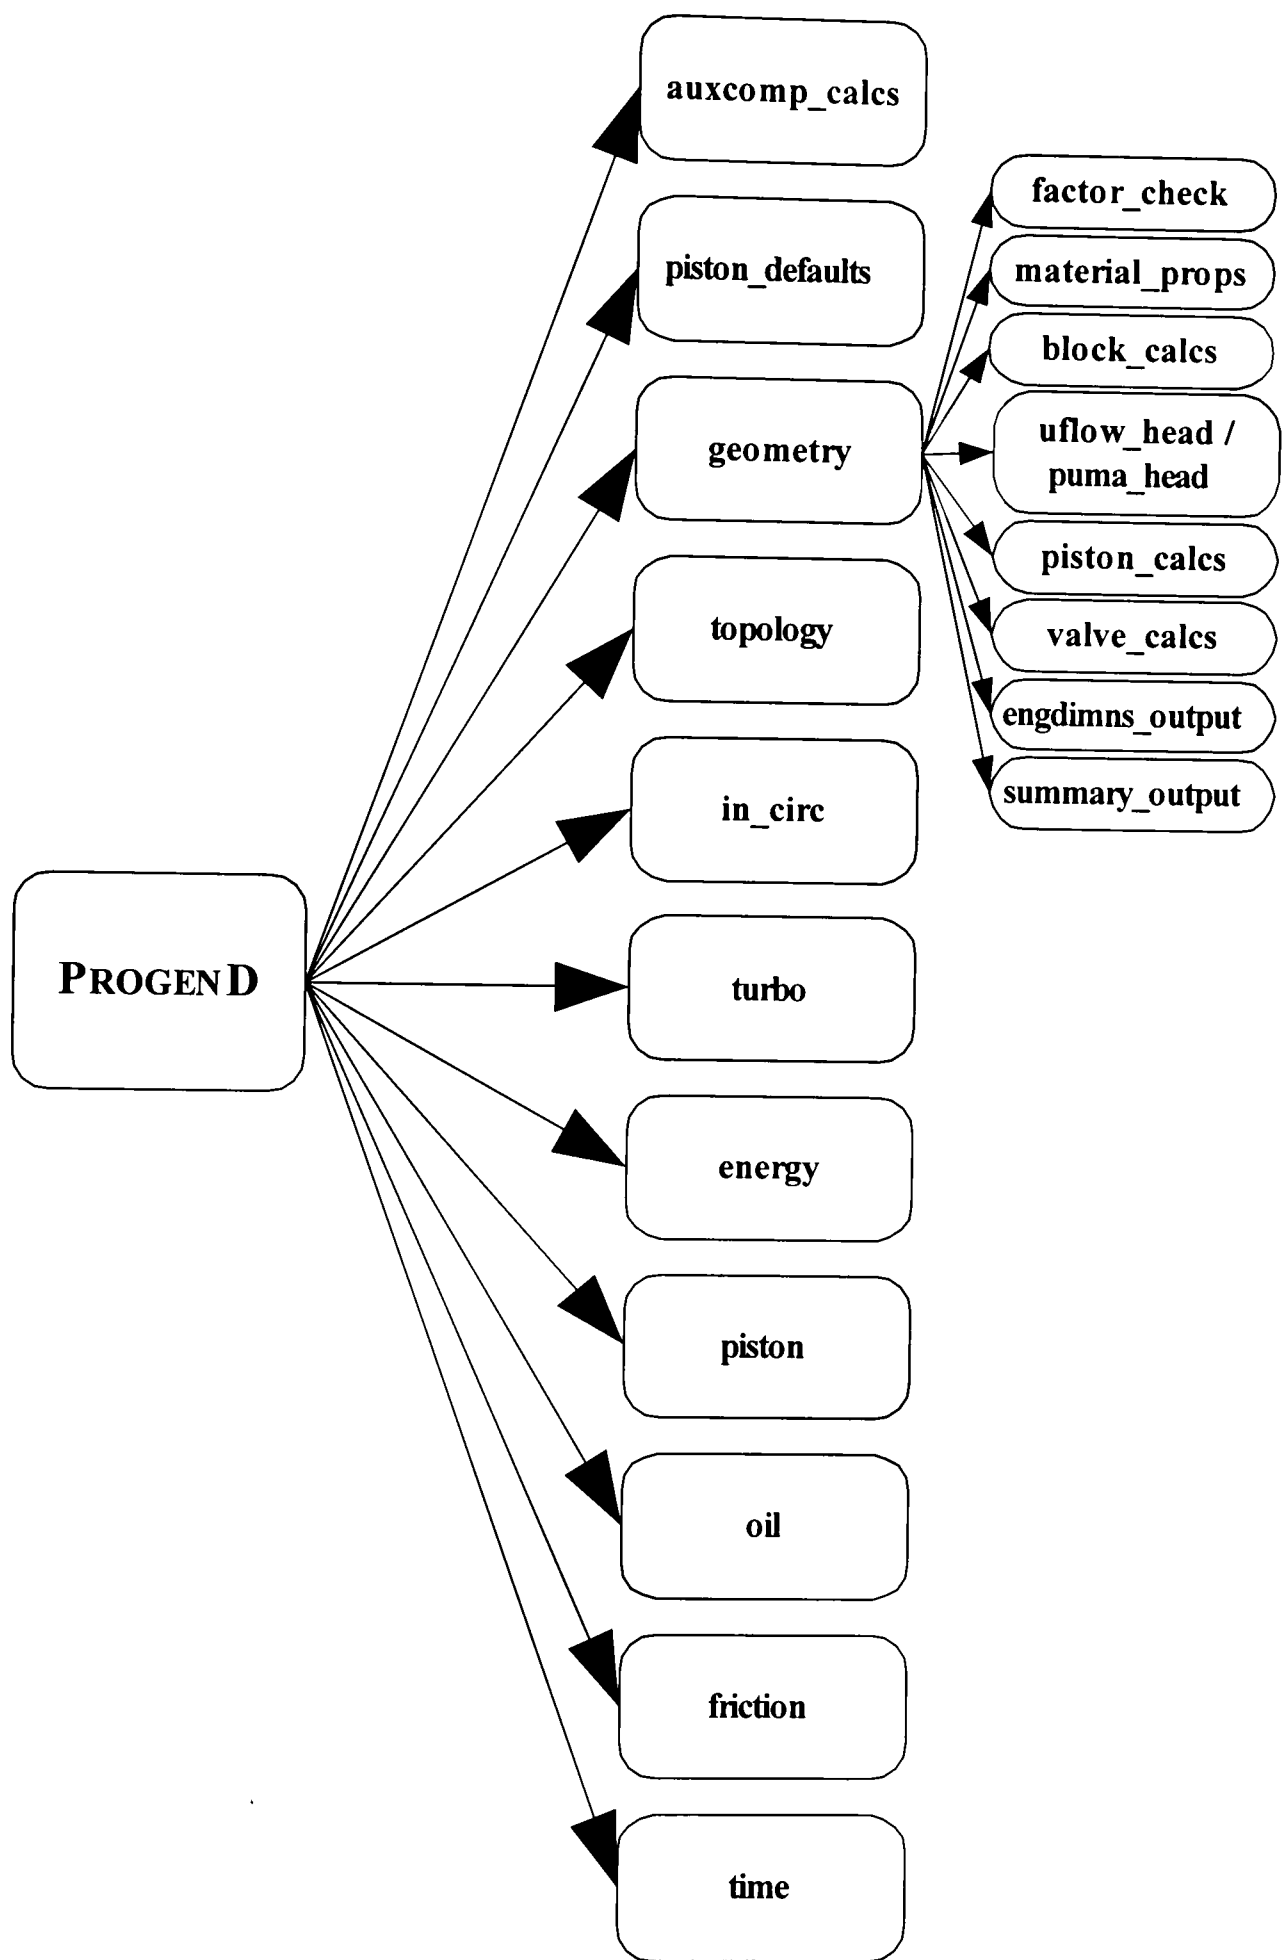 auxcomp_calcs
piston_defaults
geometry
topology
in_circ
turbo
energy
piston
oil
friction
time
PROGEND
factor_check
material_props
block_calcs
uflow_head /
puma_head
piston_calcs
valve_calcs
engdimns_output
summary_output